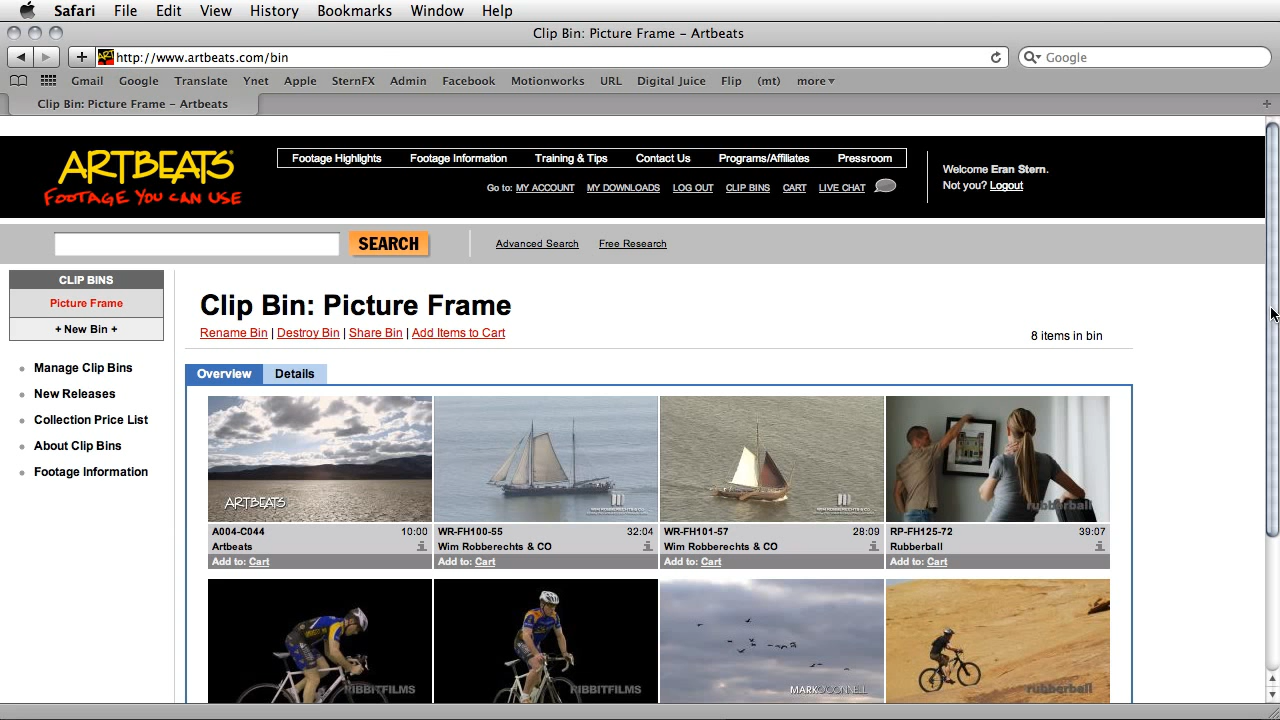 Safari File Edit View History Bookmarks Window Help
Clip Bin: Picture Frame – Artbeats
http://www.artbeats.com/bin
Google
Gmail Google Translate Ynet Apple SternFX Admin Facebook Motionworks URL Digital Juice Flip (mt) more
Clip Bin: Picture Frame – Artbeats
ARTBEATS
FOOTAGE YOU CAN USE
Footage Highlights Footage Information Training & Tips Contact Us Programs/Affiliates Pressroom
Go to: MY ACCOUNT MY DOWNLOADS LOG OUT CLIP BINS CART LIVE CHAT
Welcome Eran Stern.
Not you? Logout
SEARCH
Advanced Search Free Research
CLIP BINS
Picture Frame
+ New Bin +
Manage Clip Bins
New Releases
Collection Price List
About Clip Bins
Footage Information
Clip Bin: Picture Frame
Rename Bin | Destroy Bin | Share Bin | Add Items to Cart
8 items in bin
Overview Details
ARTBEATS
WIM ROBBERECHTS & CO
WIM ROBBERECHTS & CO
rubberball
A004-C044 10:00
Artbeats
Add to: Cart
WR-FH100-55 32:04
Wim Robberechts & CO
Add to: Cart
WR-FH101-57 28:09
Wim Robberechts & CO
Add to: Cart
RP-FH125-72 39:07
Rubberball
Add to: Cart
RIBBITFILMS
RIBBITFILMS
MARKO'CONNELL
rubberball